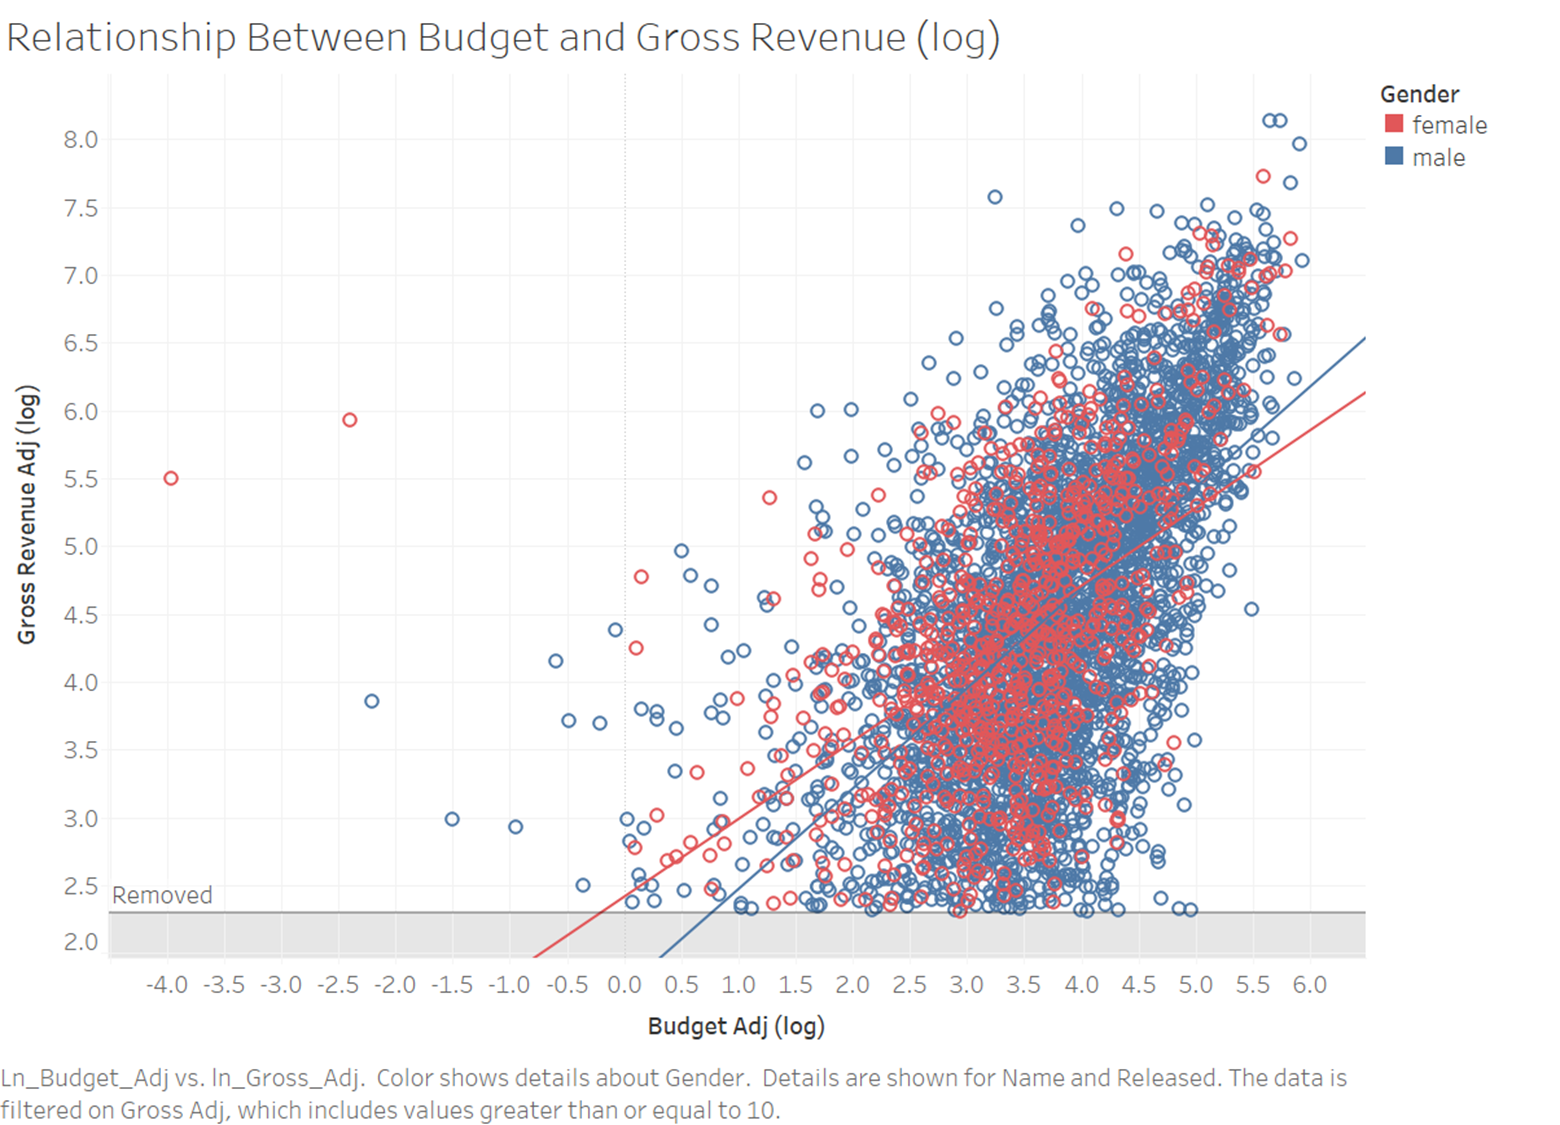 Relationship Between Budget and Gross Revenue (log)
Gender
female
male
8.0
7.5
7.0
6.5
6.0
5.5
5.0
4.5
4.0
3.5
3.0
2.5
2.0
Gross Revenue Adj (log)
Removed
-4.0 -3.5 -3.0 -2.5 -2.0 -1.5 -1.0 -0.5 0.0 0.5 1.0 1.5 2.0 2.5 3.0 3.5 4.0 4.5 5.0 5.5 6.0
Budget Adj (log)
Ln_Budget_Adj vs. ln_Gross_Adj.  Color shows details about Gender.  Details are shown for Name and Released. The data is
filtered on Gross Adj, which includes values greater than or equal to 10.